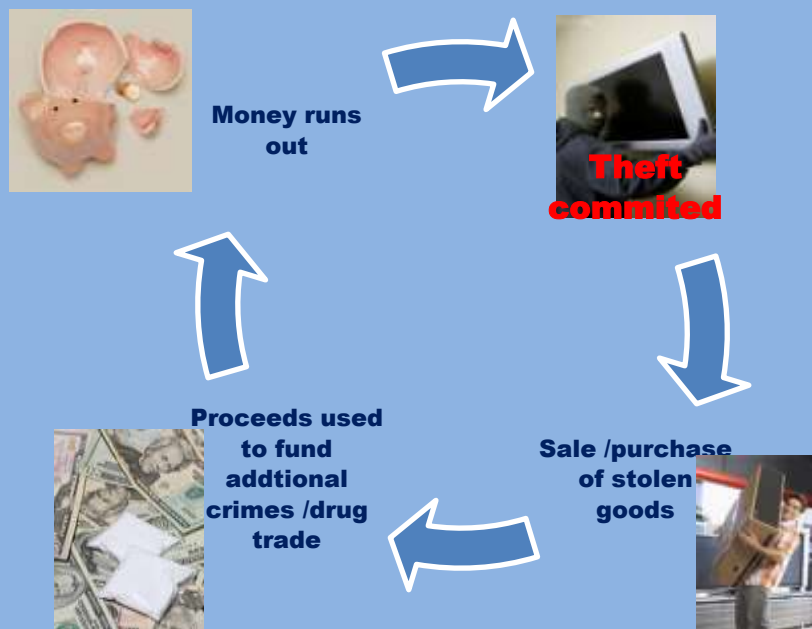 Money runs
out
Theft
commited
Sale /purchase
of stolen
goods
Proceeds used
to fund
addtional
crimes /drug
trade